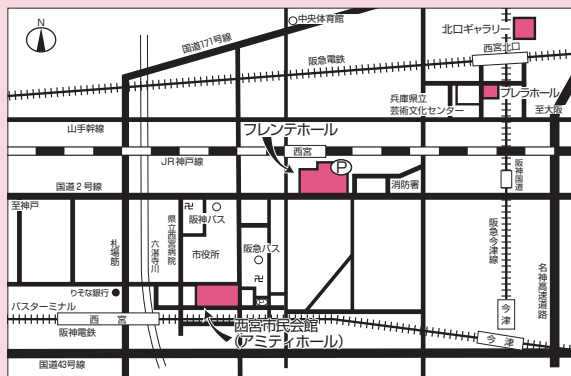 N
中央体育館
国道171号線
阪急電鉄
北口ギャラリー
西宮北口
兵庫県立
芸術文化センター
プレラホール
至大阪
山手幹線
フレンテホール
西宮
P
JR神戸線
阪神国道
国道2号線
消防署
至神戸
卍
阪神バス
県立西宮病院
市役所
札場筋
六湛寺川
阪急バス
卍
阪急今津線
名神高速道路
りそな銀行
P
バスターミナル
西宮
阪神電鉄
西宮市民会館
(アミティホール)
今津
今津
国道43号線